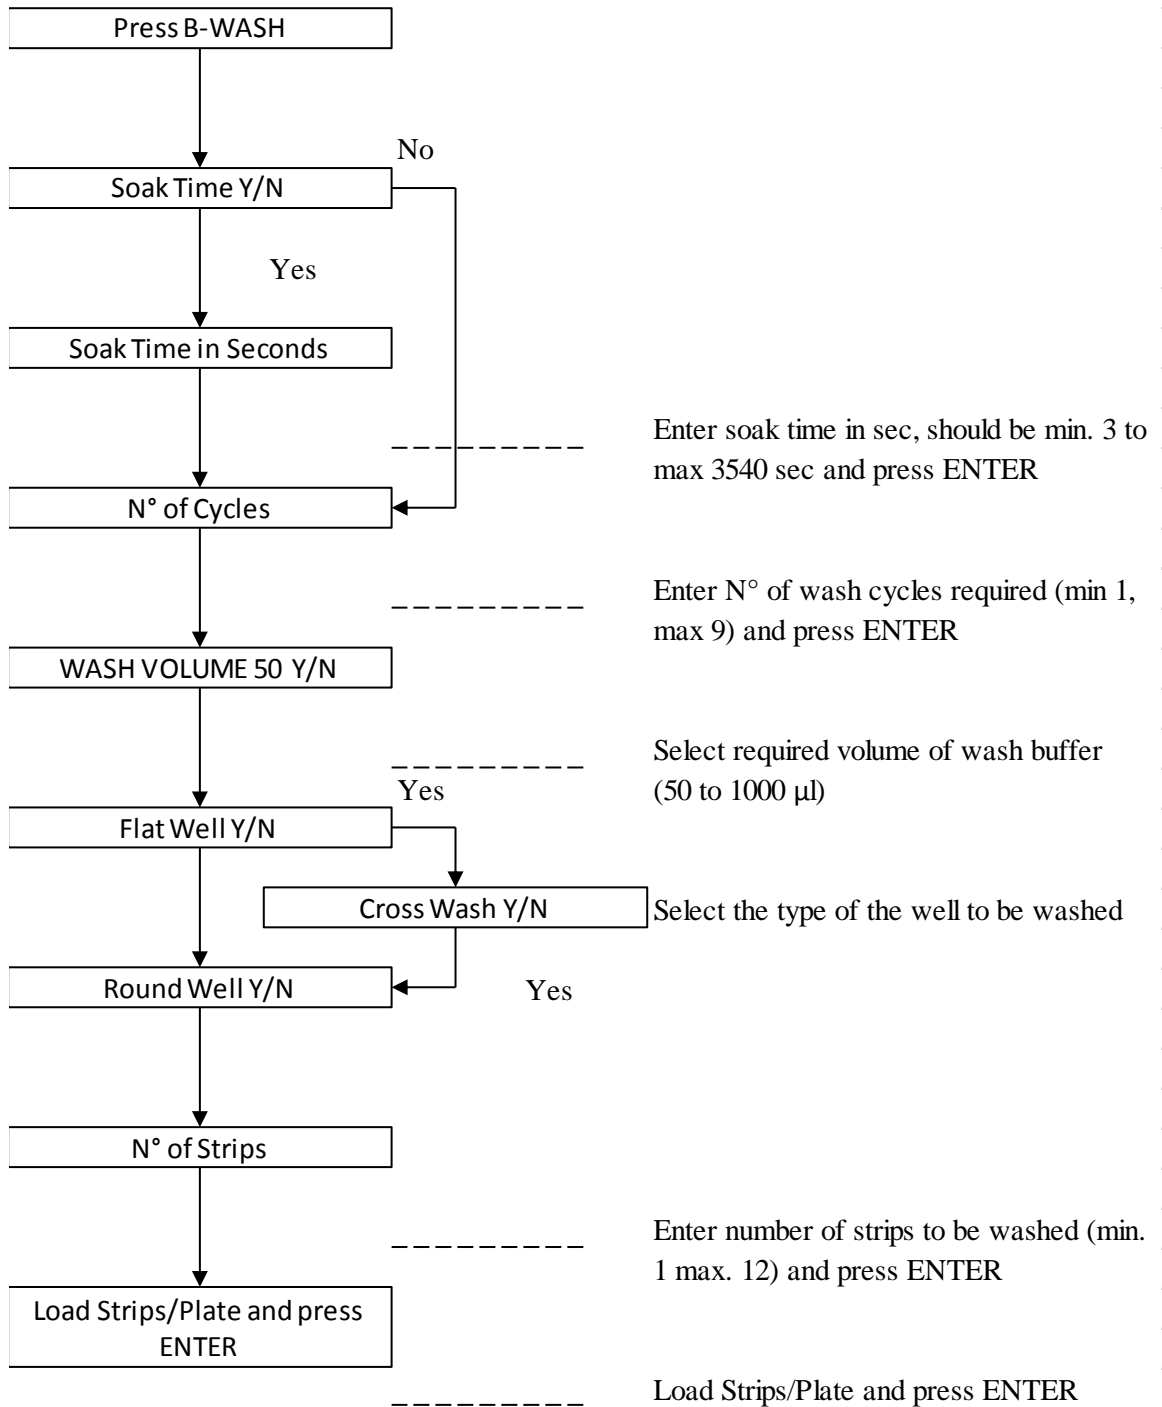 Press B-WASH
No
Soak Time Y/N
Yes
Soak Time in Seconds
Enter soak time in sec, should be min. 3 to
max 3540 sec and press ENTER
N° of Cycles
Enter N° of wash cycles required (min 1,
max 9) and press ENTER
WASH VOLUME 50 Y/N
Select required volume of wash buffer
(50 to 1000 µl)
Yes
Flat Well Y/N
Cross Wash Y/N
Select the type of the well to be washed
Round Well Y/N
Yes
N° of Strips
Enter number of strips to be washed (min.
1 max. 12) and press ENTER
Load Strips/Plate and press
ENTER
Load Strips/Plate and press ENTER